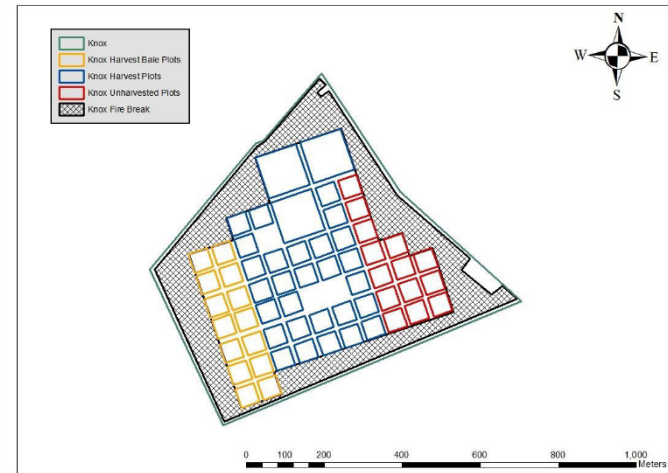 Knox
Knox Harvest Bale Plots
Knox Harvest Plots
Knox Unharvested Plots
Knox Fire Break
N
W E
S
0 100 200 400 600 800 1,000
Meters